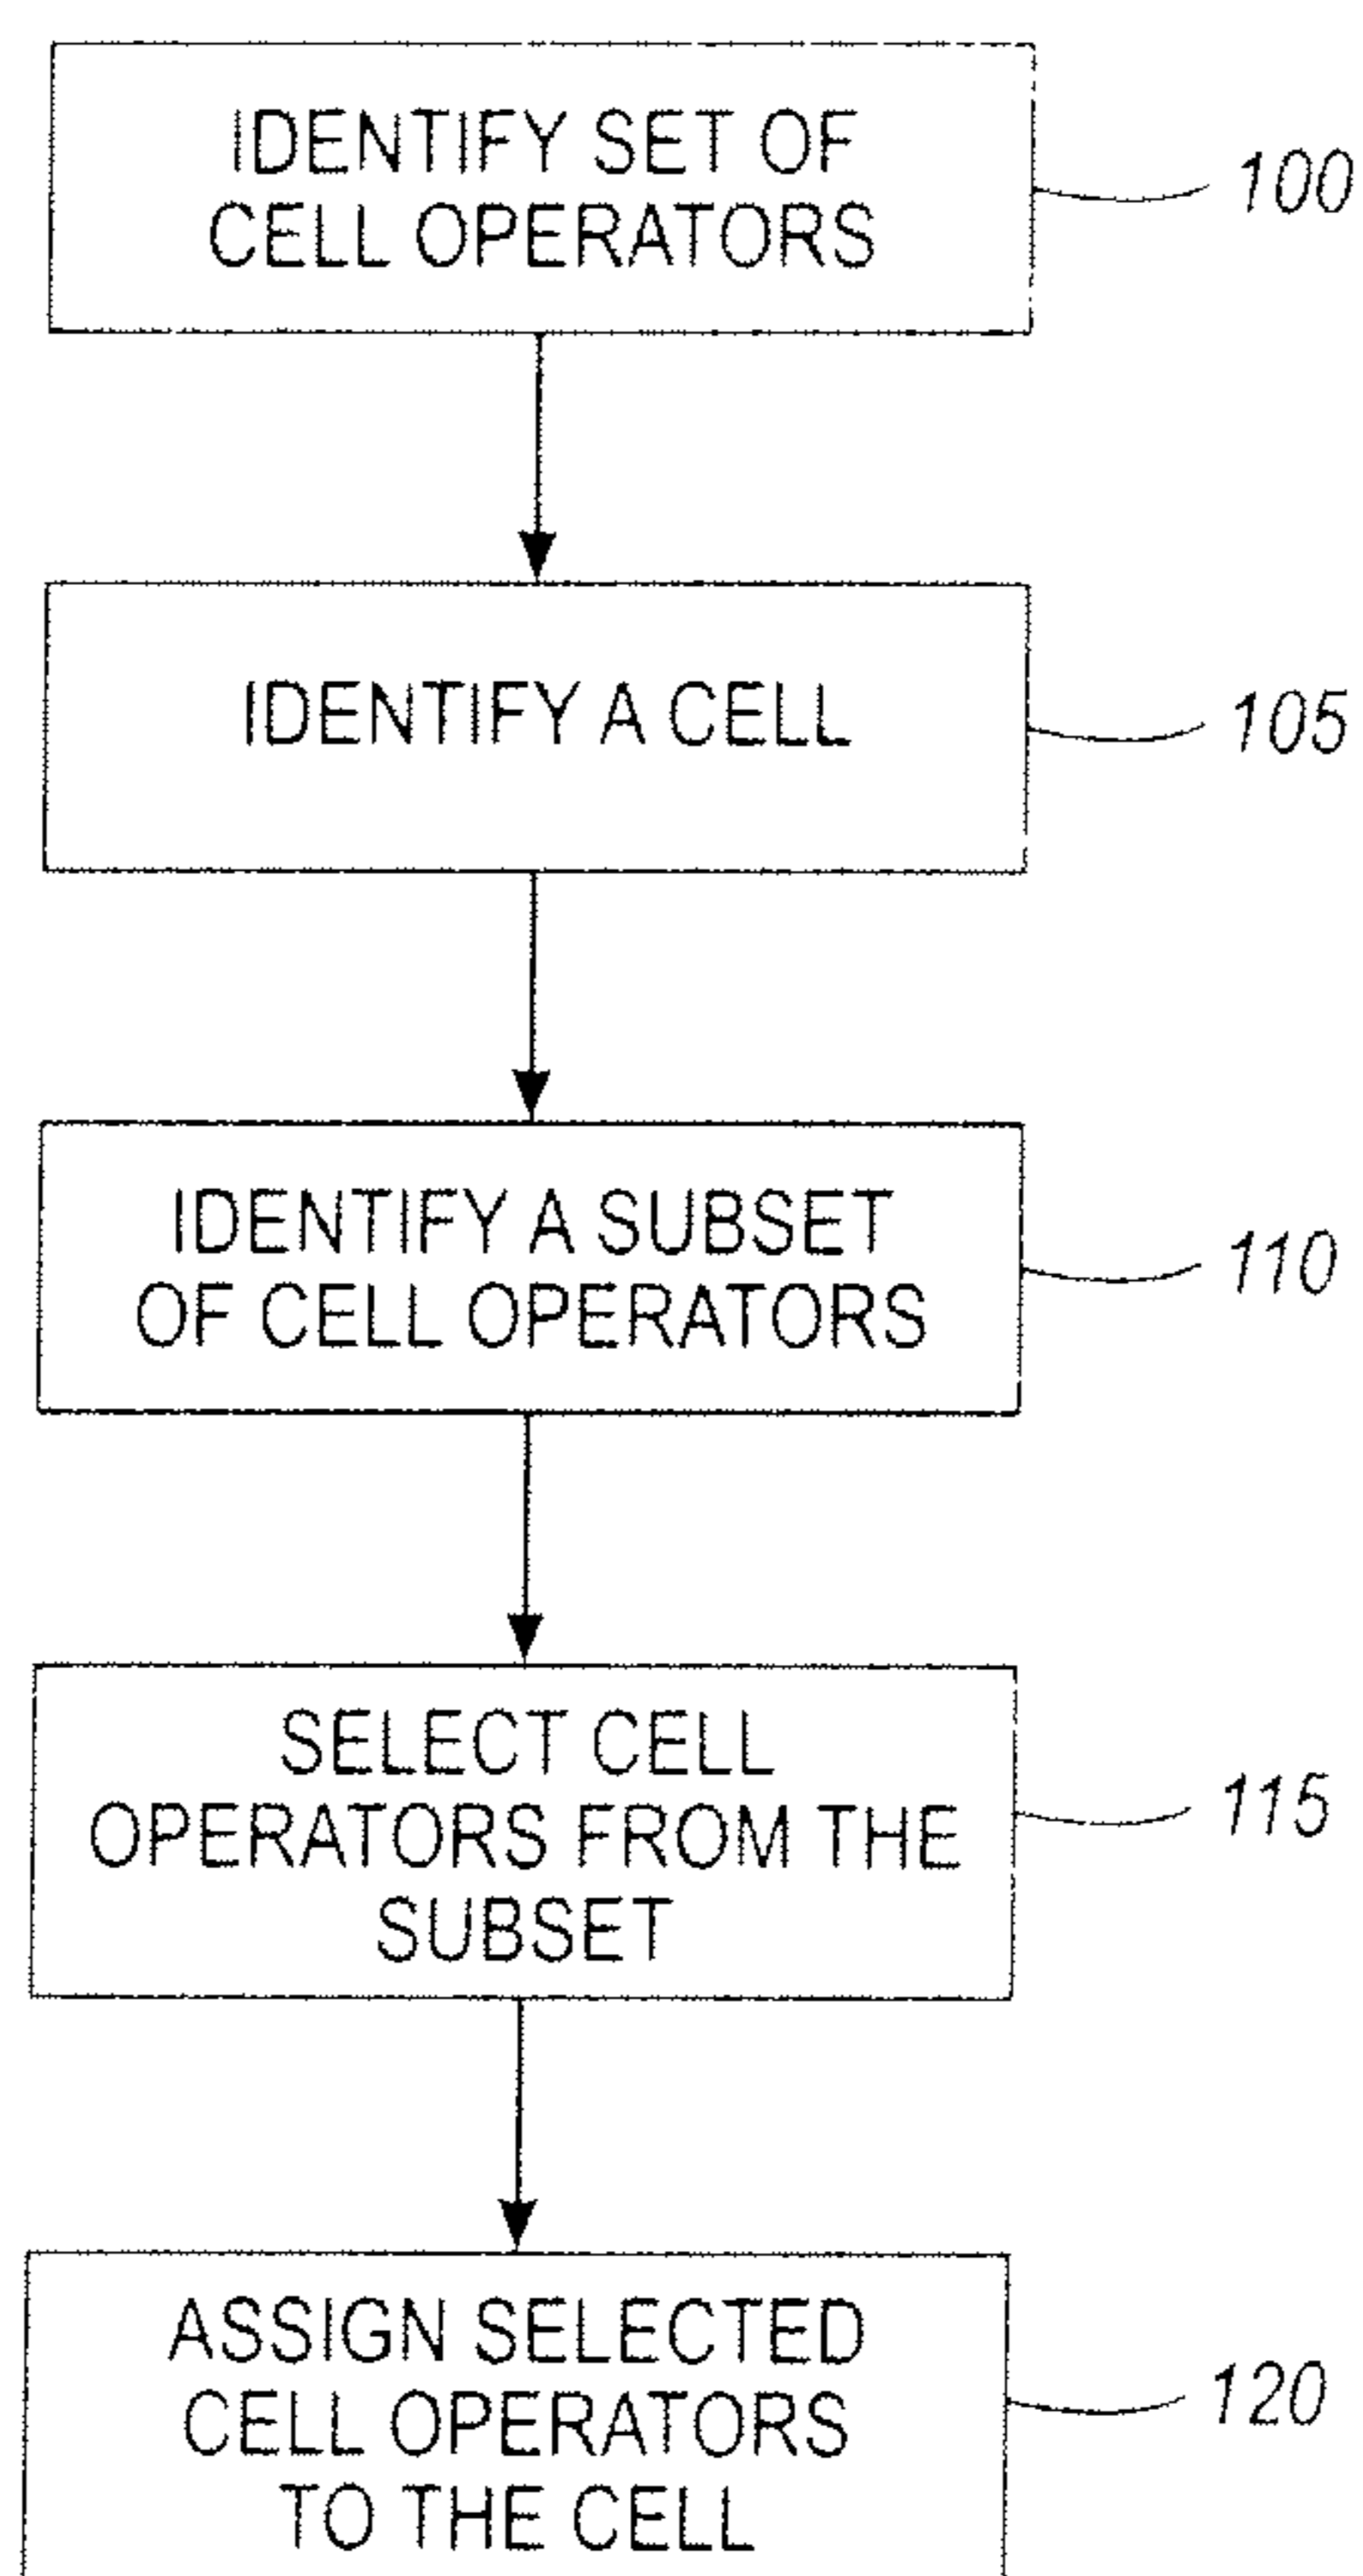 IDENTIFY SET OF
CELL OPERATORS
100
IDENTIFY A CELL
105
IDENTIFY A SUBSET
OF CELL OPERATORS
110
SELECT CELL
OPERATORS FROM THE
SUBSET
115
ASSIGN SELECTED
CELL OPERATORS
TO THE CELL
120